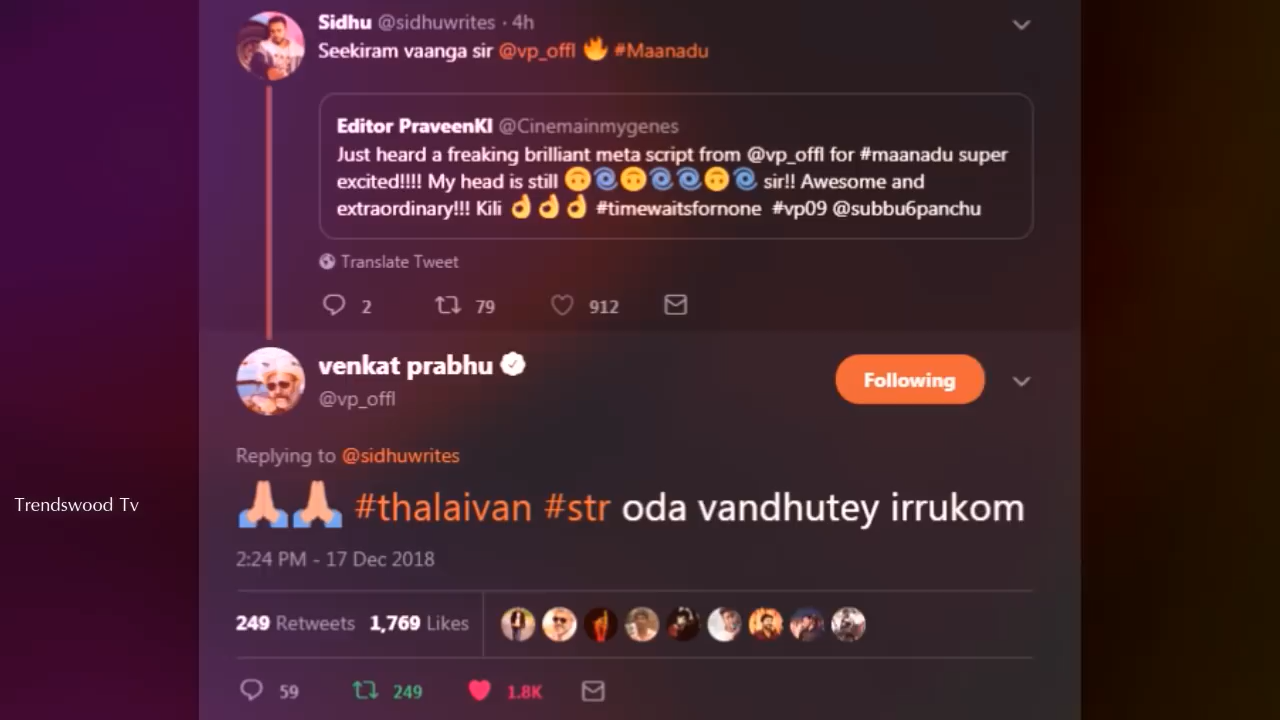 Sidhu @sidhuwrites · 4h
Seekiram vaanga sir @vp_offl 🔥 #Maanadu
Editor PraveenKl @Cinemainmygenes
Just heard a freaking brilliant meta script from @vp_offl for #maanadu super
excited!!!! My head is still 🙃🌀🙃🌀🌀🙃🌀 sir!! Awesome and
extraordinary!!! Kili 👌👌👌 #timewaitsfornone #vp09 @subbu6panchu
Translate Tweet
2 79 912
venkat prabhu
@vp_offl
Following
Replying to @sidhuwrites
🙏🙏 #thalaivan #str oda vandhutey irrukom
Trendswood Tv
2:24 PM - 17 Dec 2018
249 Retweets 1,769 Likes
59 249 1.8K